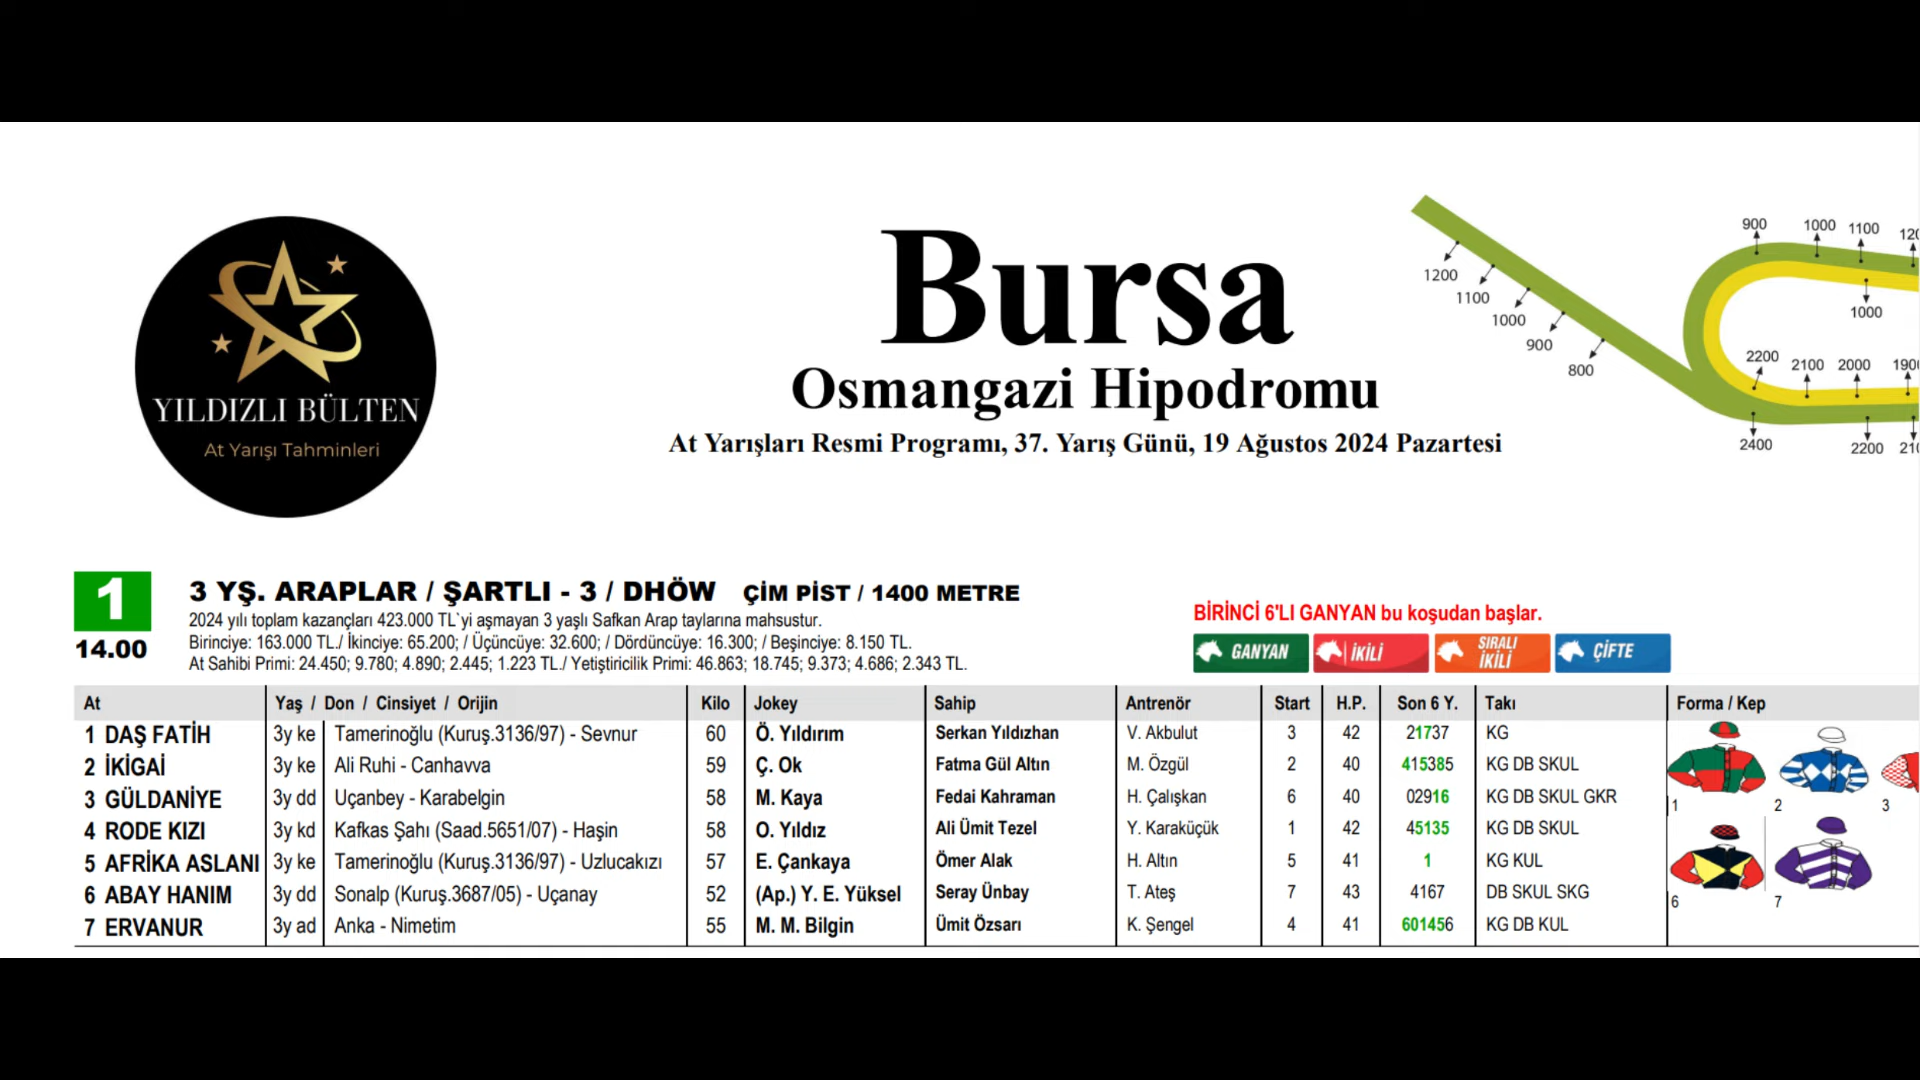 YILDIZLI BÜLTEN
At Yarışı Tahminleri
Bursa
Osmangazi Hipodromu
At Yarışları Resmi Programı, 37. Yarış Günü, 19 Ağustos 2024 Pazartesi
1200
1100
1000
900
800
900 1000 1100
1000
2200 2100 2000
2400 2200
1 3 YŞ. ARAPLAR / ŞARTLI - 3 / DHÖW ÇİM PİST / 1400 METRE
14.00
2024 yılı toplam kazançları 423.000 TL`yi aşmayan 3 yaşlı Safkan Arap taylarına mahsustur.
Birinciye: 163.000 TL./ İkinciye: 65.200; / Üçüncüye: 32.600; / Dördüncüye: 16.300; / Beşinciye: 8.150 TL.
At Sahibi Primi: 24.450; 9.780; 4.890; 2.445; 1.223 TL./ Yetiştiricilik Primi: 46.863; 18.745; 9.373; 4.686; 2.343 TL.
BİRİNCİ 6'LI GANYAN bu koşudan başlar.
GANYAN İKİLİ SIRALI İKİLİ ÇİFTE
At Yaş / Don / Cinsiyet / Orijin Kilo Jokey Sahip Antrenör Start H.P. Son 6 Y. Takı Forma / Kep
1 DAŞ FATİH 3y ke Tamerinoğlu (Kuruş.3136/97) - Sevnur 60 Ö. Yıldırım Serkan Yıldızhan V. Akbulut 3 42 21737 KG
2 İKİGAİ 3y ke Ali Ruhi - Canhavva 59 Ç. Ok Fatma Gül Altın M. Özgül 2 40 415385 KG DB SKUL
3 GÜLDANİYE 3y dd Uçanbey - Karabelgin 58 M. Kaya Fedai Kahraman H. Çalışkan 6 40 02916 KG DB SKUL GKR
4 RODE KIZI 3y kd Kafkas Şahı (Saad.5651/07) - Haşin 58 O. Yıldız Ali Ümit Tezel Y. Karaküçük 1 42 45135 KG DB SKUL
5 AFRİKA ASLANI 3y ke Tamerinoğlu (Kuruş.3136/97) - Uzlucakızı 57 E. Çankaya Ömer Alak H. Altın 5 41 1 KG KUL
6 ABAY HANIM 3y dd Sonalp (Kuruş.3687/05) - Uçanay 52 (Ap.) Y. E. Yüksel Seray Ünbay T. Ateş 7 43 4167 DB SKUL SKG
7 ERVANUR 3y ad Anka - Nimetim 55 M. M. Bilgin Ümit Özsarı K. Şengel 4 41 601456 KG DB KUL
1 2 3
6 7